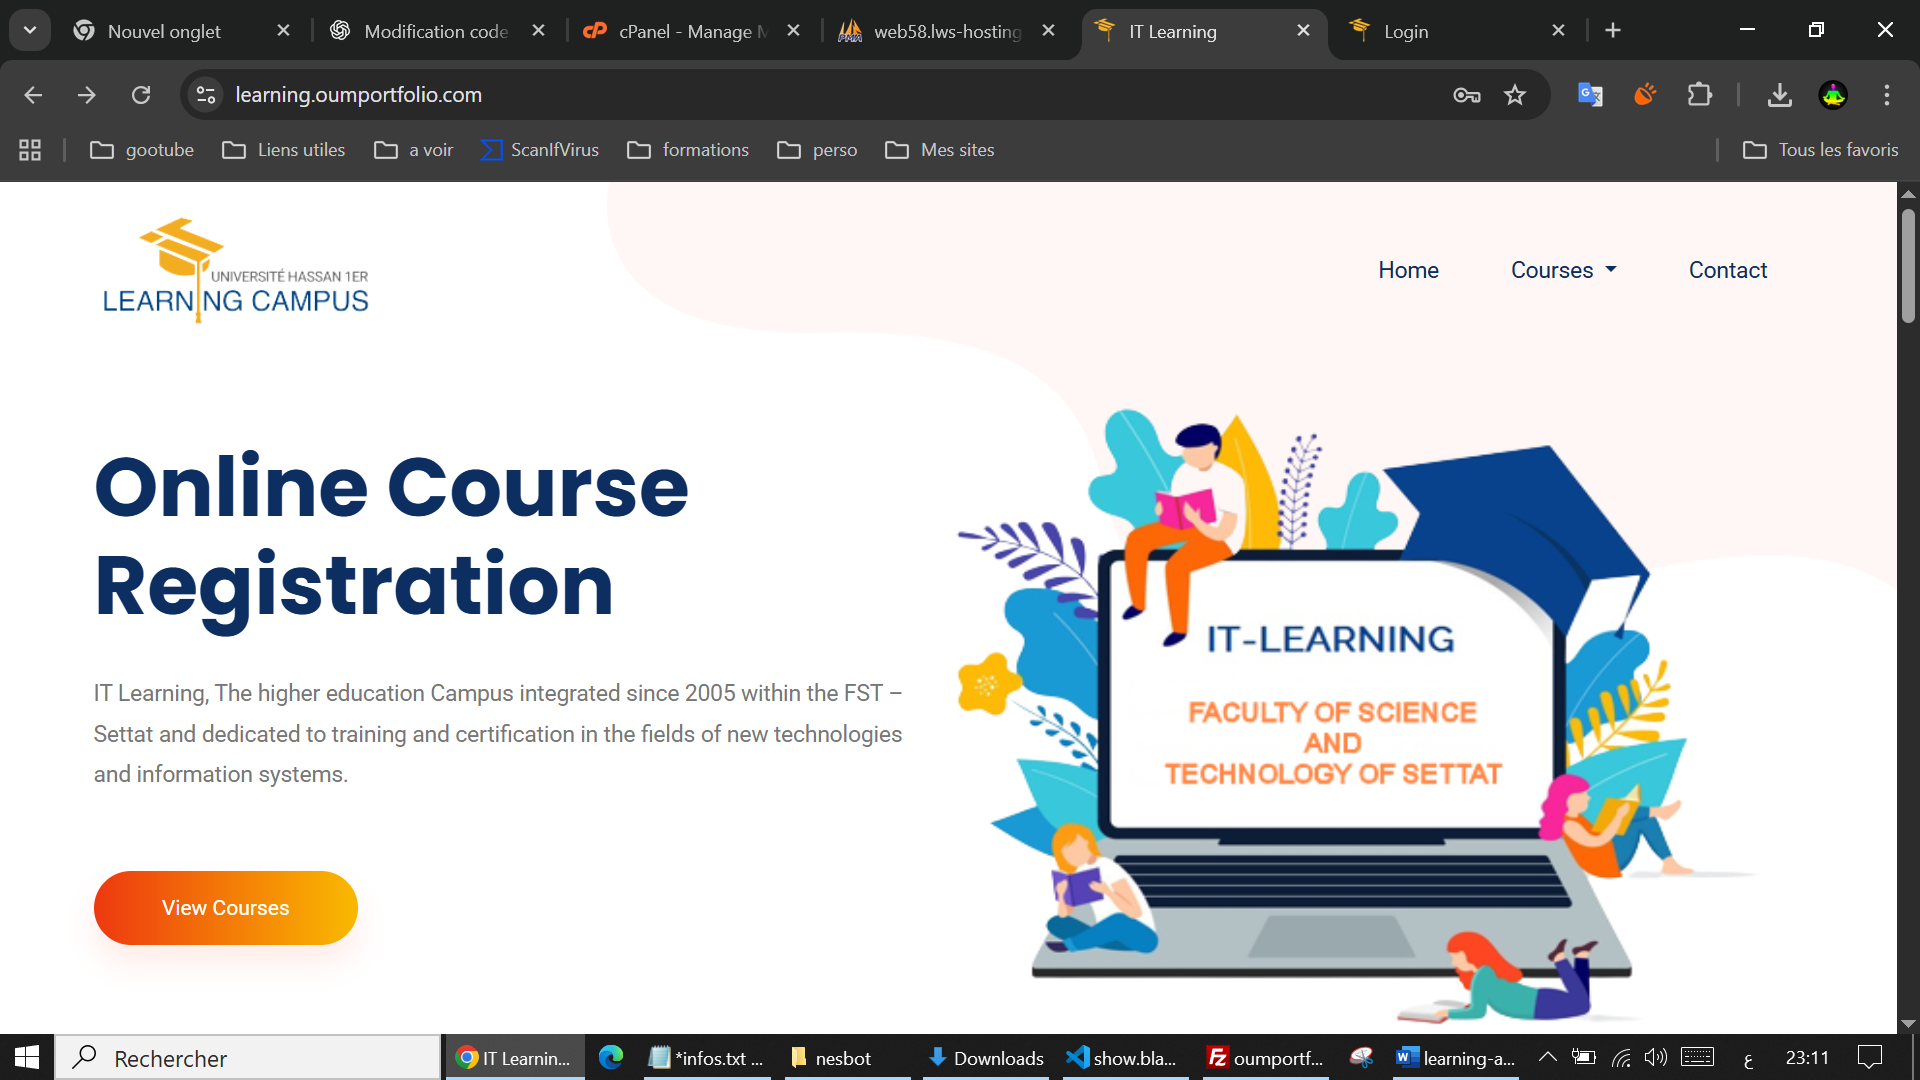 Nouvel onglet
Modification code
cPanel - Manage M
web58.lws-hosting
IT Learning
Login
learning.oumportfolio.com
gootube
Liens utiles
a voir
ScanIfVirus
formations
perso
Mes sites
Tous les favoris
UNIVERSITÉ HASSAN 1ER
LEARNING CAMPUS
Home
Courses
Contact
Online Course
Registration
IT Learning, The higher education Campus integrated since 2005 within the FST –
Settat and dedicated to training and certification in the fields of new technologies
and information systems.
View Courses
IT-LEARNING
FACULTY OF SCIENCE
AND
TECHNOLOGY OF SETTAT
Rechercher
IT Learnin...
*infos.txt ...
nesbot
Downloads
show.bla...
oumportf...
learning-a...
ع
23:11